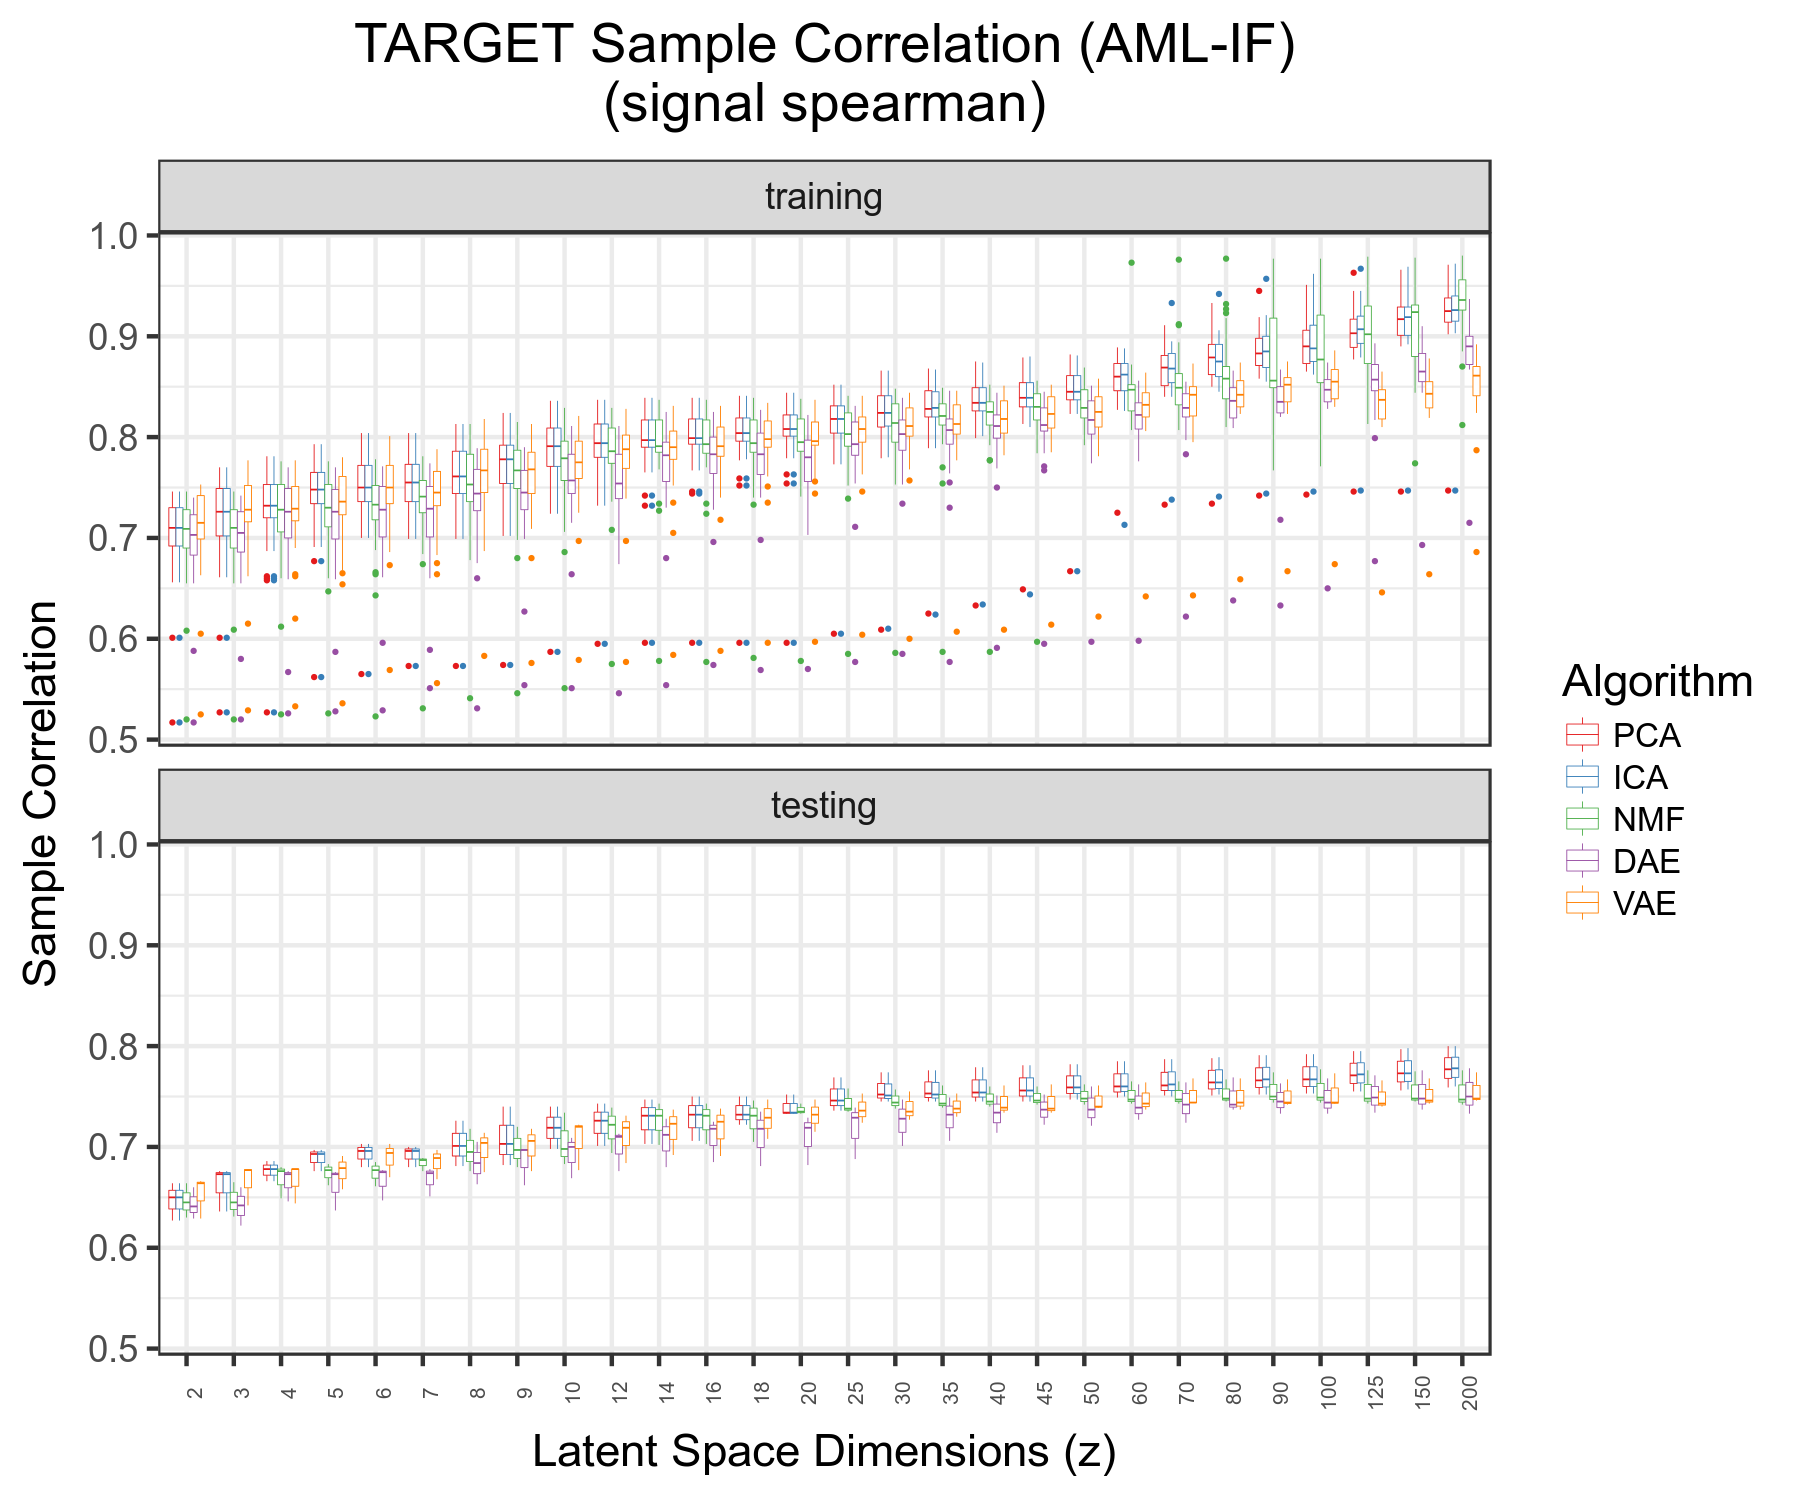 TARGET Sample Correlation (AML-IF)
(signal spearman)
training
1.0
0.9
0.8
0.7
0.6
0.5
testing
1.0
0.9
0.8
0.7
0.6
0.5
Sample Correlation
2 3 4 5 6 7 8 9 10 12 14 16 18 20 25 30 35 40 45 50 60 70 80 90 100 125 150 200
Latent Space Dimensions (z)
Algorithm
PCA
ICA
NMF
DAE
VAE